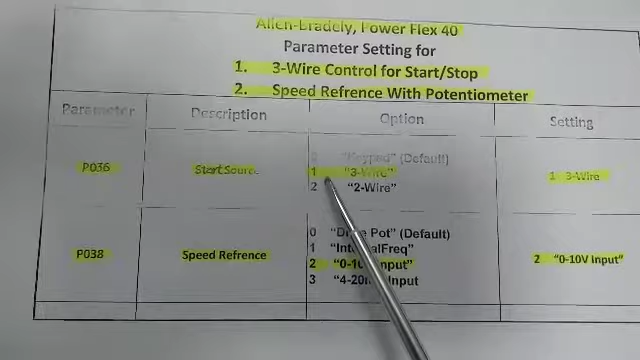 Allen-Bradely, Power Flex 40
Parameter Setting for
1. 3-Wire Control for Start/Stop
2. Speed Refrence With Potentiometer
Parameter Description Option Setting
0 "Keypad" (Default)
P036 Start Source 1 "3-Wire" 1 3-Wire
2 "2-Wire"
0 "Drive Pot" (Default)
1 "InternalFreq"
P038 Speed Refrence 2 "0-10V Input" 2 "0-10V Input"
3 "4-20mA Input